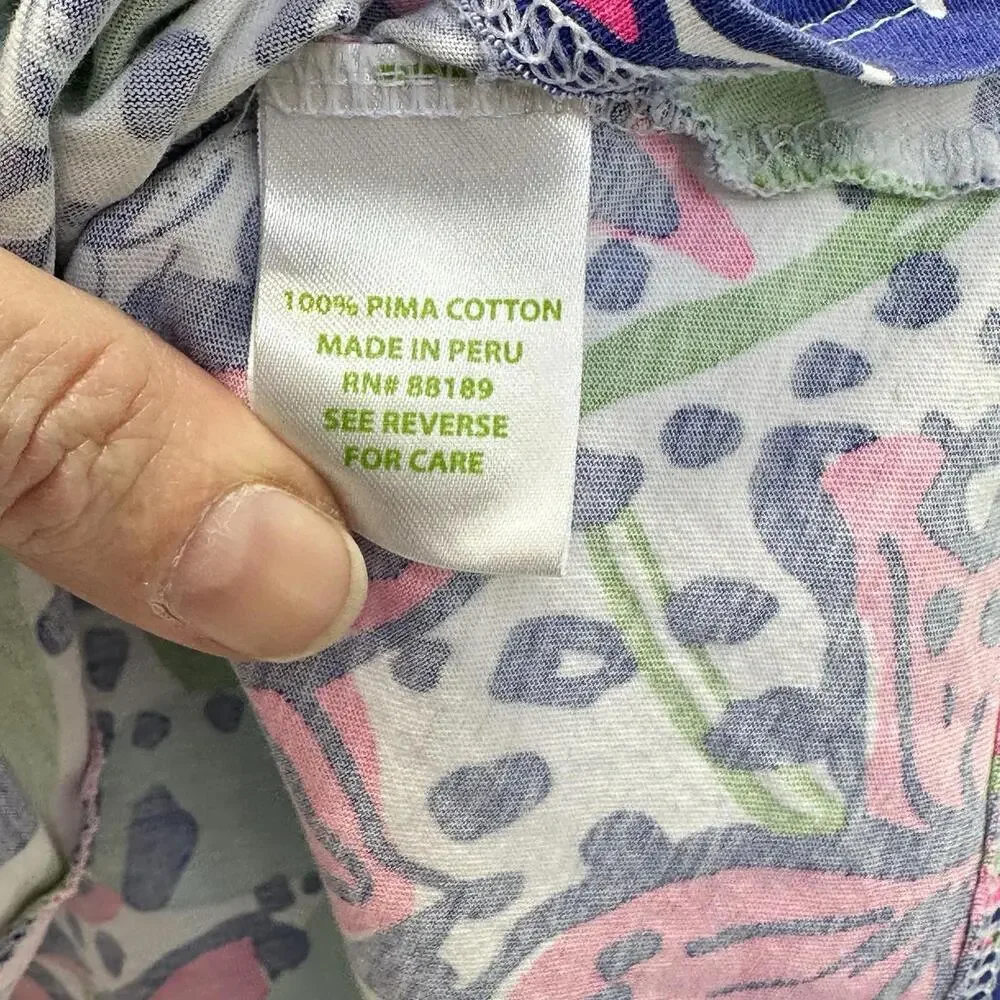 100% PIMA COTTON
MADE IN PERU
RN# 88189
SEE REVERSE
FOR CARE